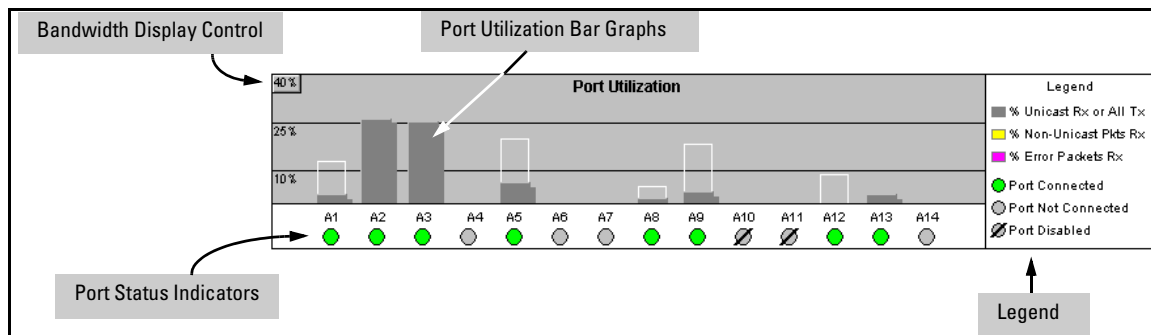 Bandwidth Display Control
Port Utilization Bar Graphs
40%
Port Utilization
25%
10%
A1 A2 A3 A4 A5 A6 A7 A8 A9 A10 A11 A12 A13 A14
Legend
% Unicast Rx or All Tx
% Non-Unicast Pkts Rx
% Error Packets Rx
Port Connected
Port Not Connected
Port Disabled
Port Status Indicators
Legend